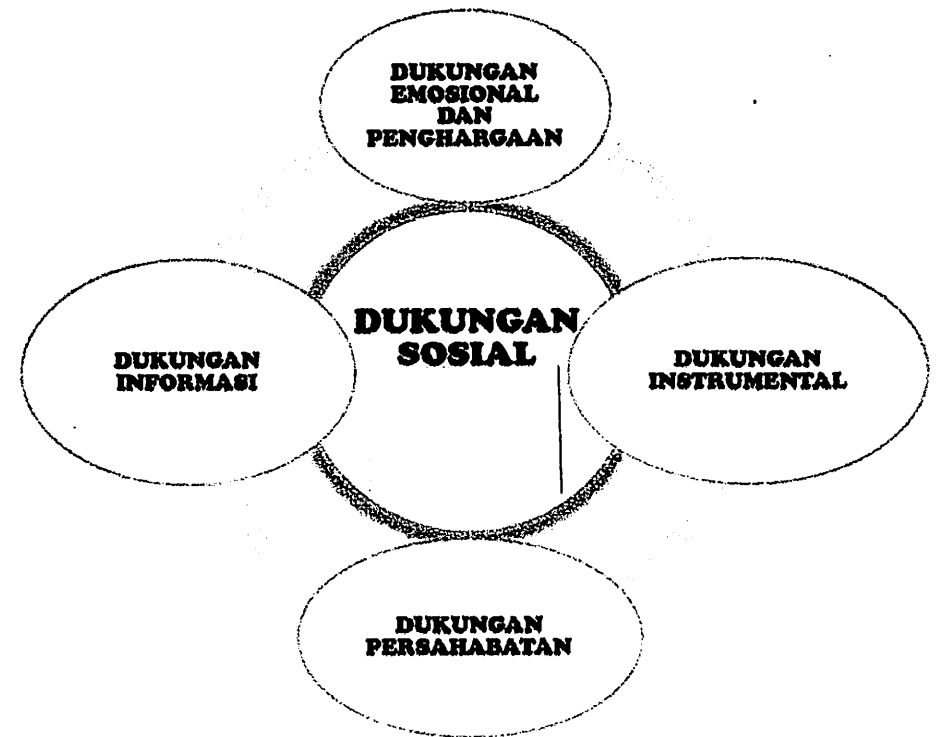 DUKUNGAN
EMOSIONAL
DAN
PENGHARGAAN
DUKUNGAN
SOSIAL
DUKUNGAN
INFORMASI
DUKUNGAN
INSTRUMENTAL
DUKUNGAN
PERSAHABATAN